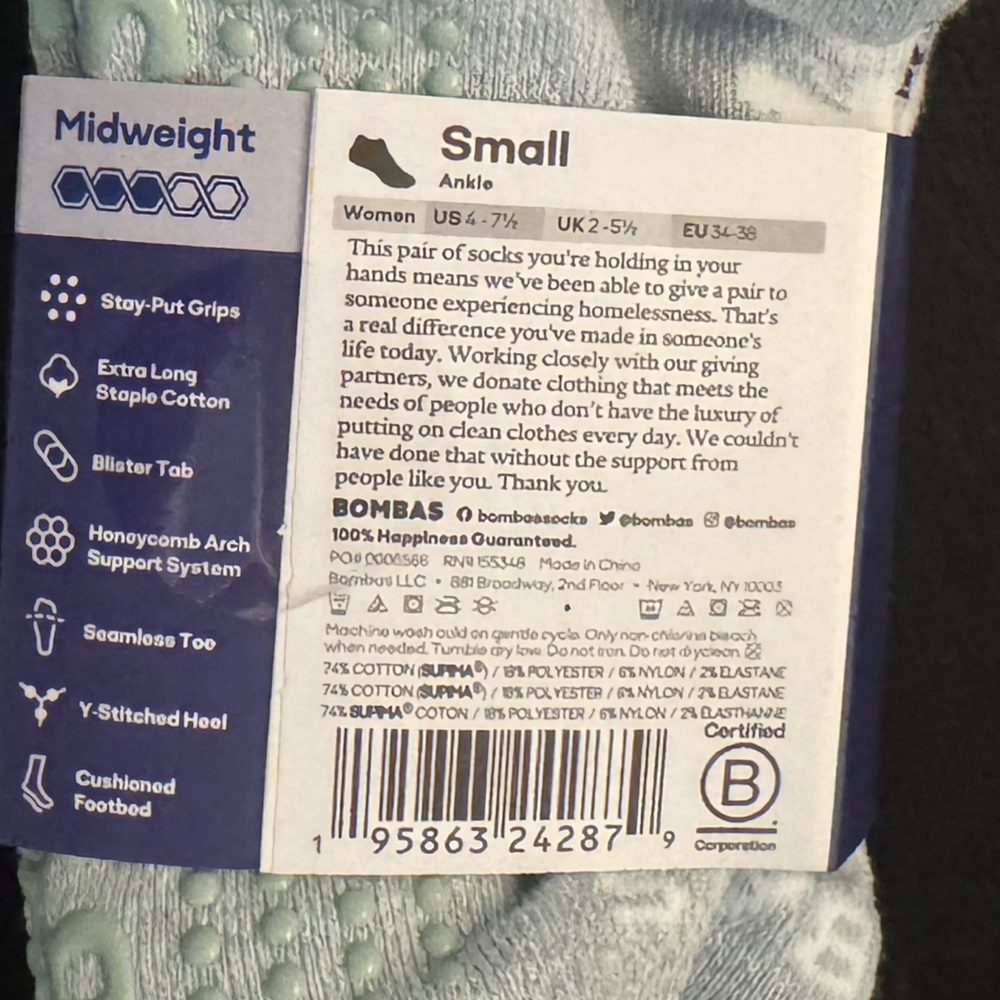 Midweight
Stay-Put Grips
Extra Long
Staple Cotton
Blister Tab
Honeycomb Arch
Support System
Seamless Toe
Y-Stitched Heel
Cushioned
Footbed
Small
Ankle
Women US 4 - 7½ UK 2 - 5½ EU 34-38
This pair of socks you're holding in your
hands means we've been able to give a pair to
someone experiencing homelessness. That's
a real difference you've made in someone's
life today. Working closely with our giving
partners, we donate clothing that meets the
needs of people who don't have the luxury of
putting on clean clothes every day. We couldn't
have done that without the support from
people like you. Thank you.
BOMBAS bombassocks @bombas @bombas
100% Happiness Guaranteed.
PO# RN# 155348 Made in China
Bombas LLC • 881 Broadway, 2nd Floor • New York, NY 10003
Machine wash cold on gentle cycle. Only non-chlorine bleach
when needed. Tumble dry low. Do not iron. Do not dryclean.
74% COTTON (SUPIMA®) / 18% POLYESTER / 6% NYLON / 2% ELASTANE
74% COTTON (SUPIMA®) / 18% POLYESTER / 6% NYLON / 2% ELASTANE
74% SUPIMA® COTON / 18% POLYESTER / 6% NYLON / 2% ELASTHANNE
Certified
B
Corporation
1 95863 24287 9